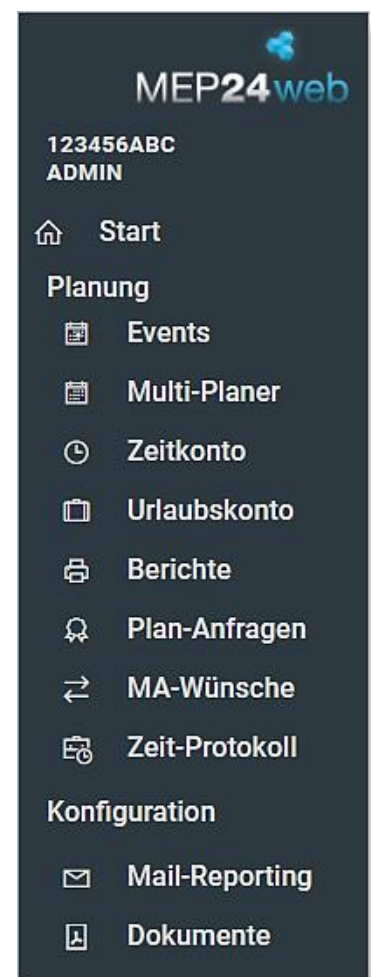 MEP24web
123456ABC
ADMIN
Start
Planung
Events
Multi-Planer
Zeitkonto
Urlaubskonto
Berichte
Plan-Anfragen
MA-Wünsche
Zeit-Protokoll
Konfiguration
Mail-Reporting
Dokumente